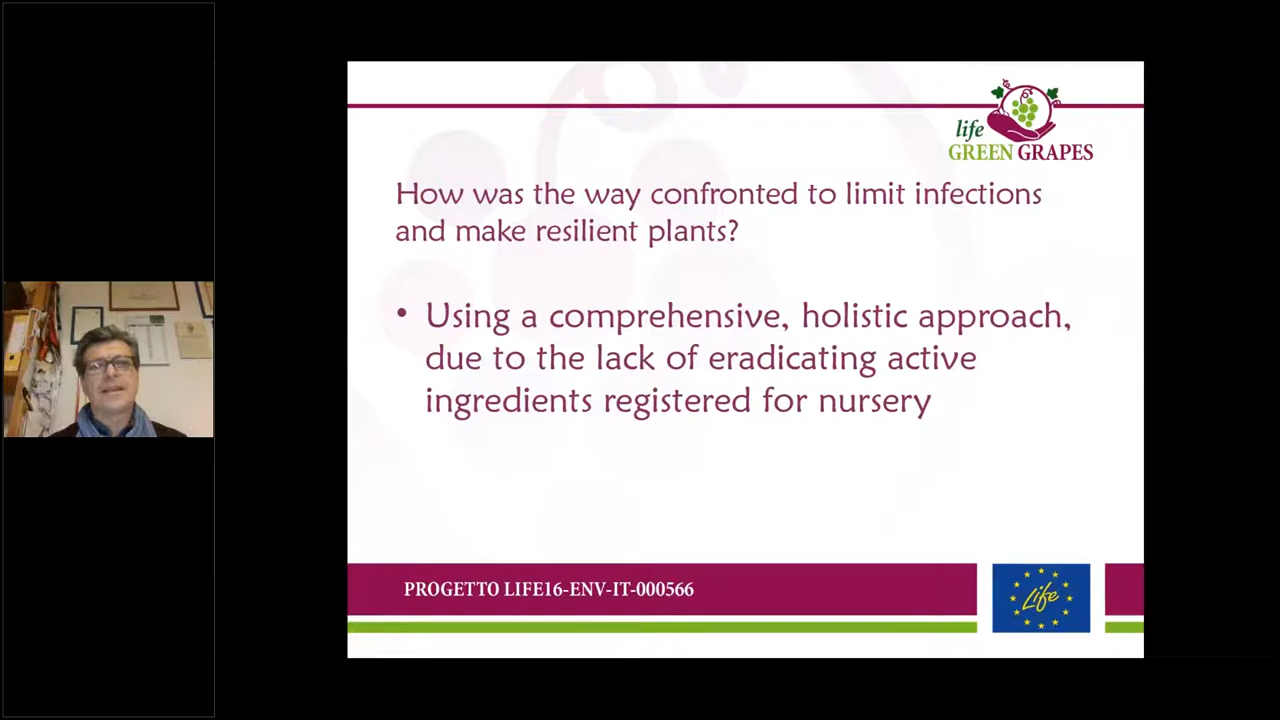 life
GREEN GRAPES
How was the way confronted to limit infections
and make resilient plants?
• Using a comprehensive, holistic approach,
due to the lack of eradicating active
ingredients registered for nursery
PROGETTO LIFE16-ENV-IT-000566
Life